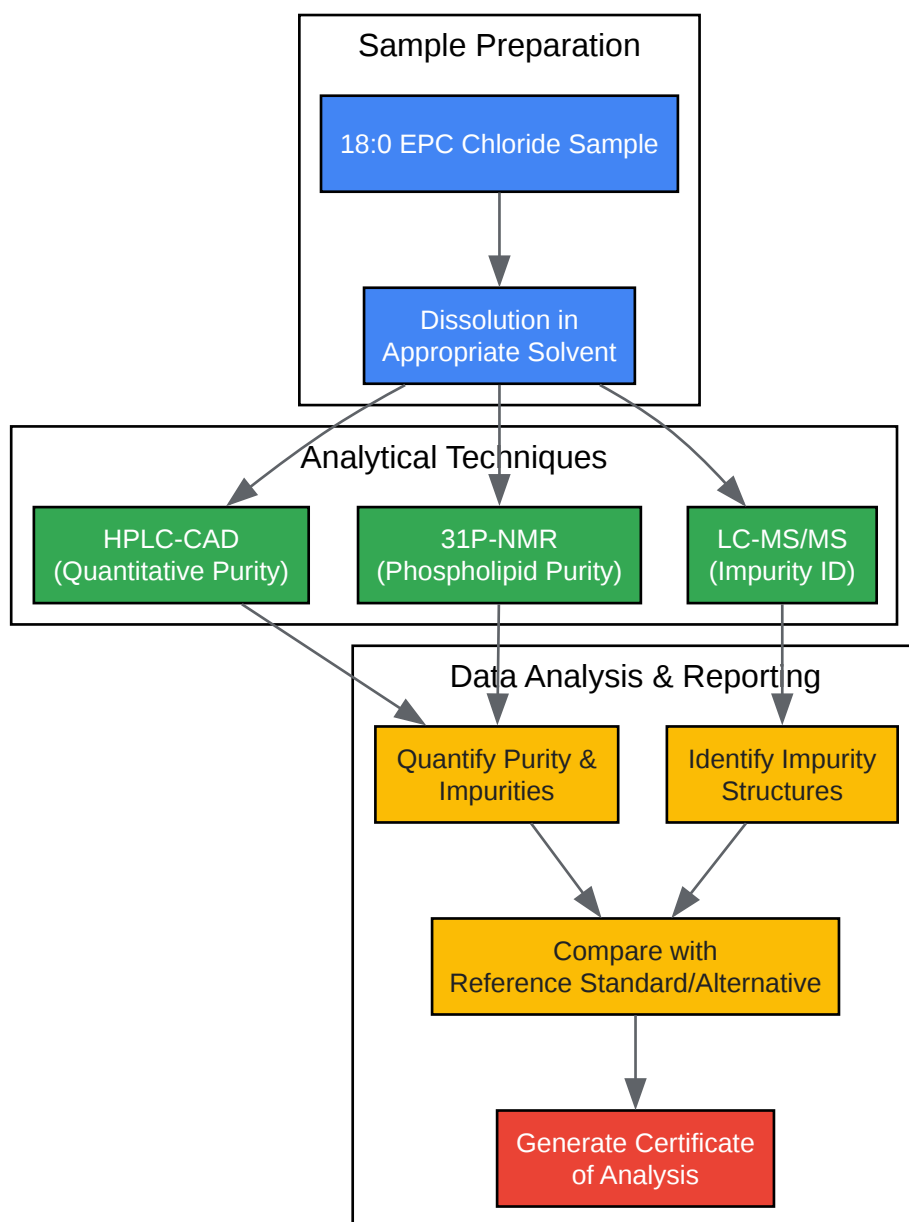 Sample Preparation
18:0 EPC Chloride Sample
Dissolution in
Appropriate Solvent
Analytical Techniques
HPLC-CAD
(Quantitative Purity)
31P-NMR
(Phospholipid Purity)
LC-MS/MS
(Impurity ID)
Data Analysis & Reporting
Quantify Purity &
Impurities
Identify Impurity
Structures
Compare with
Reference Standard/Alternative
Generate Certificate
of Analysis